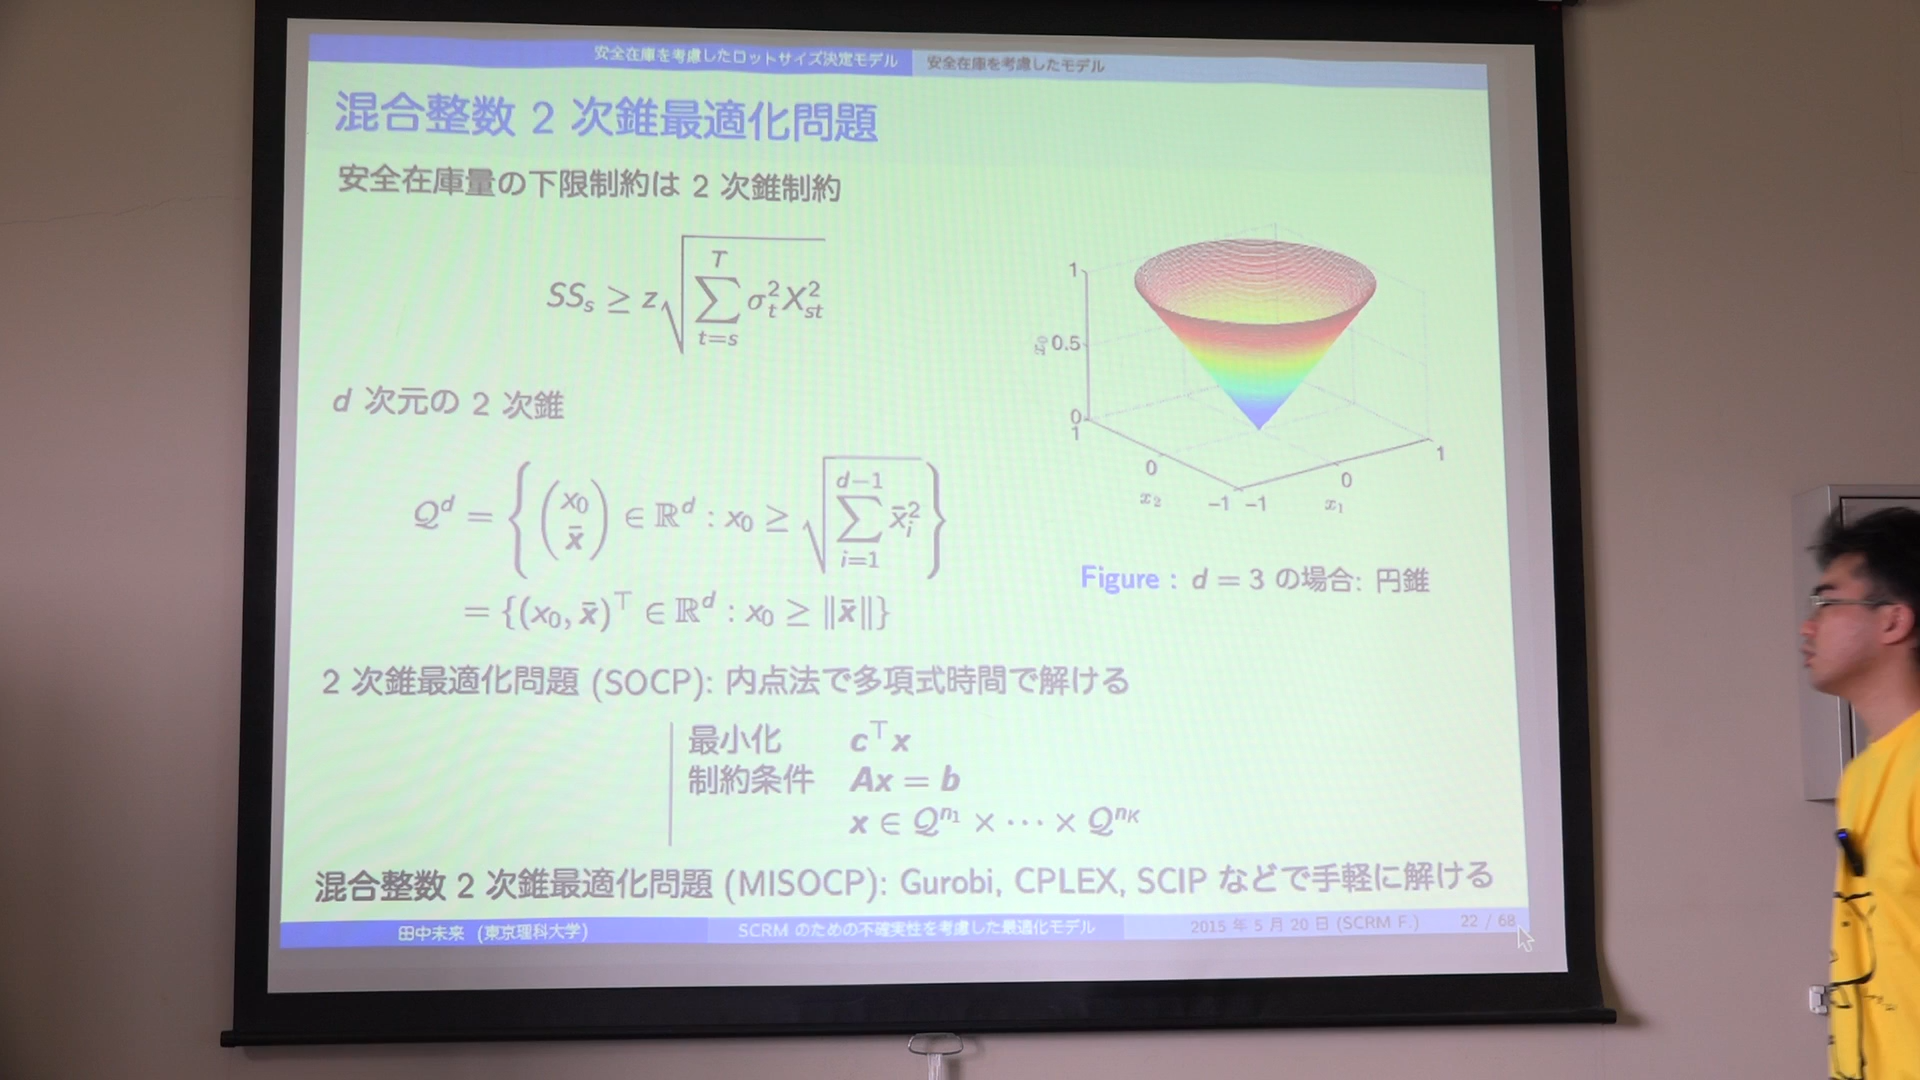 安全在庫を考慮したロットサイズ決定モデル 安全在庫を考慮したモデル
混合整数 2 次錐最適化問題
安全在庫量の下限制約は 2 次錐制約
SS_s ≥ z√(∑_{t=s}^{T} σ_t^2 X_{st}^2)
d 次元の 2 次錐
Q^d = { (x_0 x̄) ∈ ℝ^d : x_0 ≥ √(∑_{i=1}^{d−1} x̄_i^2) }
= {(x_0, x̄)^⊤ ∈ ℝ^d : x_0 ≥ ‖x̄‖}
1
0.5
0
1
0
−1 −1
0
1
x_2
x_1
Figure : d = 3 の場合: 円錐
2 次錐最適化問題 (SOCP): 内点法で多項式時間で解ける
最小化 c^⊤x
制約条件 Ax = b
x ∈ Q^{n_1} × ⋯ × Q^{n_K}
混合整数 2 次錐最適化問題 (MISOCP): Gurobi, CPLEX, SCIP などで手軽に解ける
田中未来 (東京理科大学) SCRM のための不確実性を考慮した最適化モデル 2015 年 5 月 20 日 (SCRM F.) 22 / 68